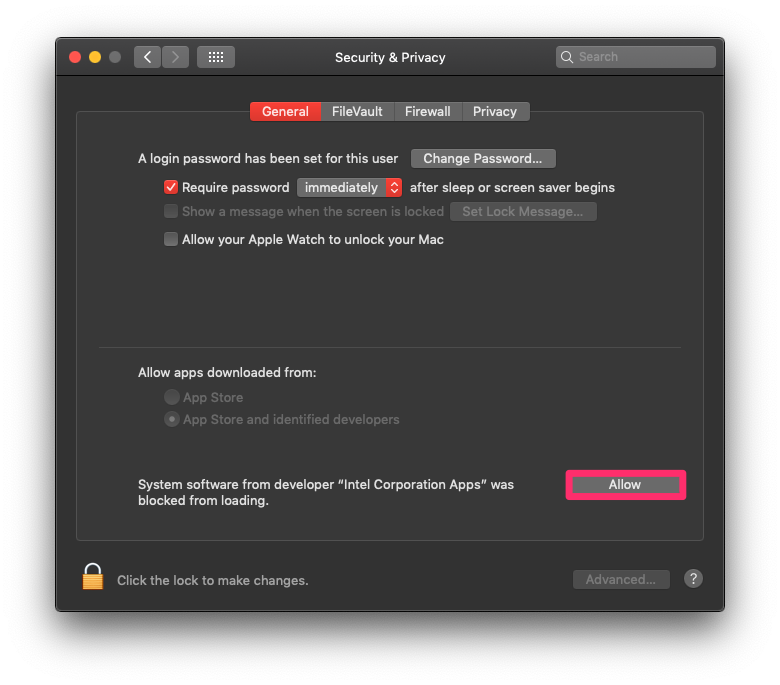 Security & Privacy
Search
General FileVault Firewall Privacy
A login password has been set for this user Change Password...
Require password immediately after sleep or screen saver begins
Show a message when the screen is locked Set Lock Message...
Allow your Apple Watch to unlock your Mac
Allow apps downloaded from:
App Store
App Store and identified developers
System software from developer “Intel Corporation Apps” was
blocked from loading.
Allow
Click the lock to make changes.
Advanced...
?